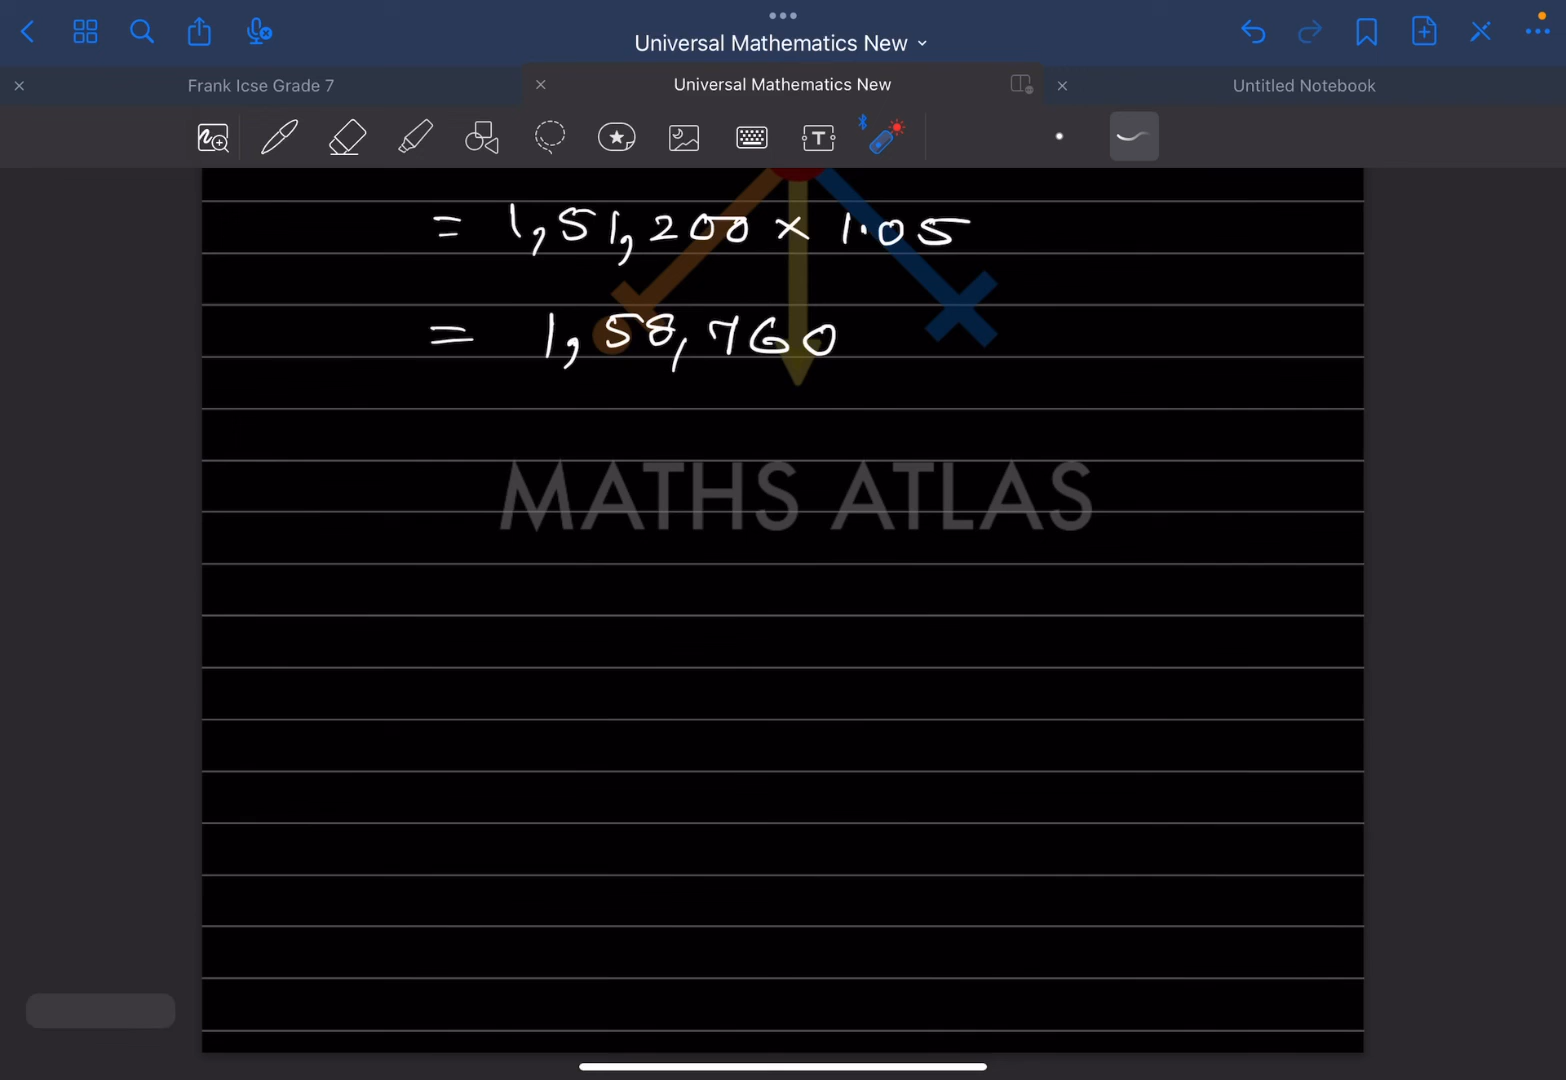 Universal Mathematics New
Frank Icse Grade 7
Universal Mathematics New
Untitled Notebook
T
= 1,51,200 × 1.05
= 1,58,760
MATHS ATLAS